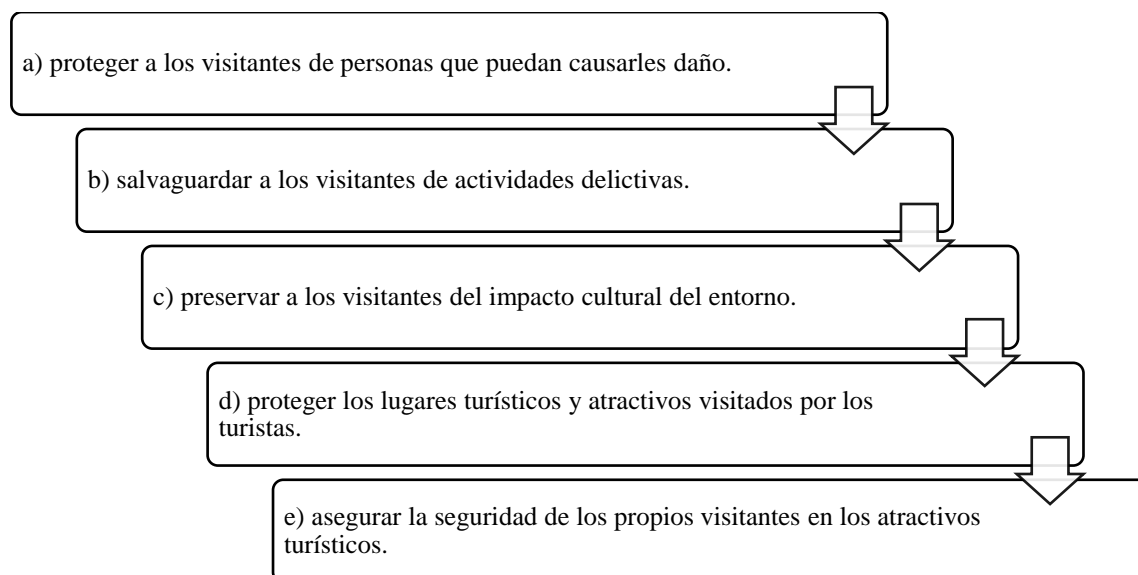 a) proteger a los visitantes de personas que puedan causarles daño.
b) salvaguardar a los visitantes de actividades delictivas.
c) preservar a los visitantes del impacto cultural del entorno.
d) proteger los lugares turísticos y atractivos visitados por los
turistas.
e) asegurar la seguridad de los propios visitantes en los atractivos
turísticos.